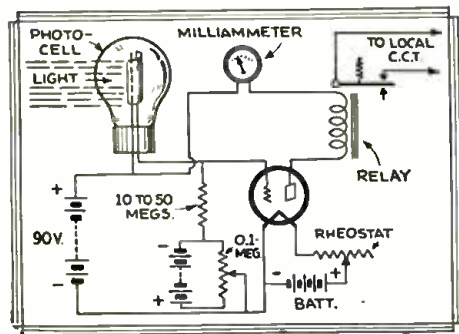 PHOTO-
CELL
LIGHT
MILLIAMMETER
TO LOCAL
C.C.T.
RELAY
+
90V.
-
10 TO 50
MEGS.
-
+
0.1-
MEG.
RHEOSTAT
-
+
BATT.